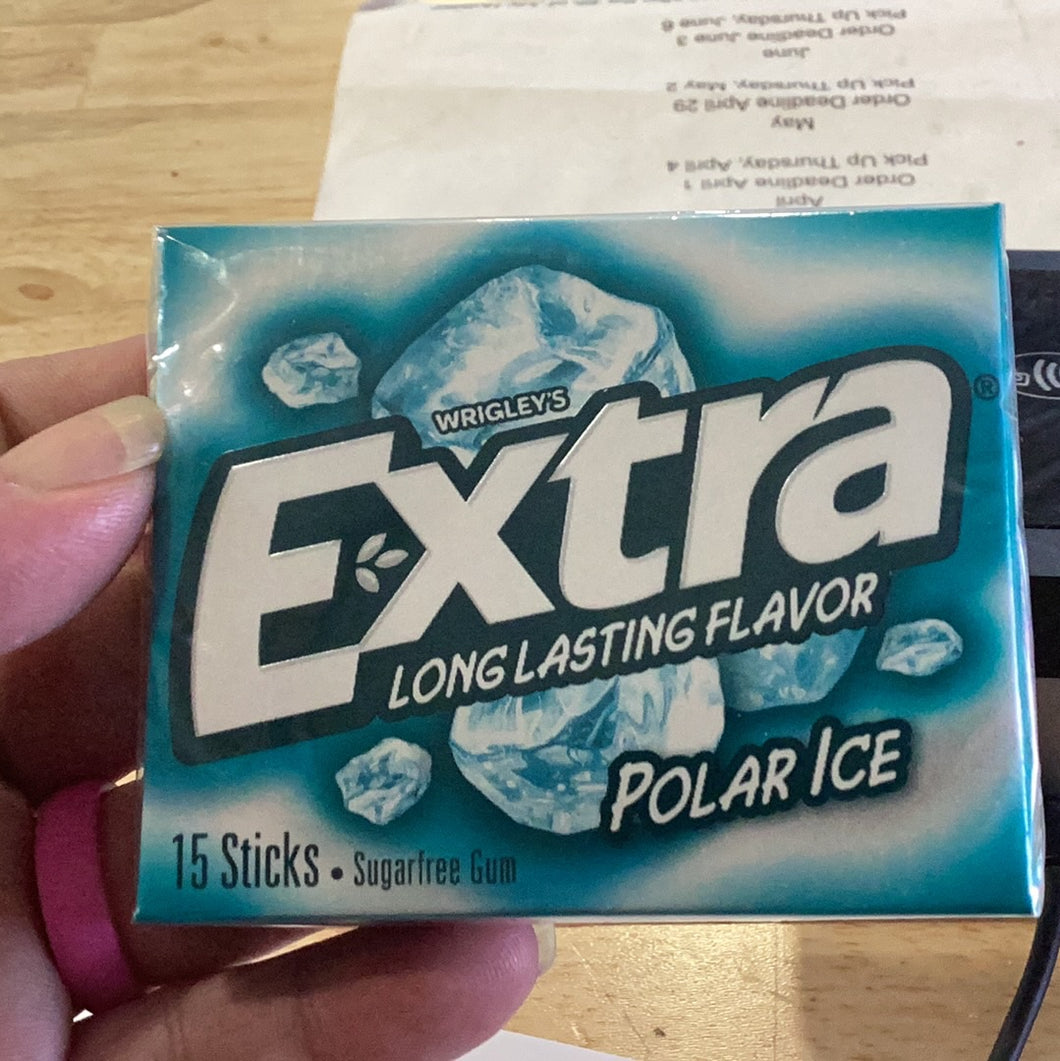 Pick Up Thursday, June 6
Order Deadline June 3
June
Pick Up Thursday, May 2
Order Deadline April 29
May
Pick Up Thursday, April 4
Order Deadline April 1
April
WRIGLEY'S
Extra®
LONG LASTING FLAVOR
POLAR ICE
15 Sticks • Sugarfree Gum